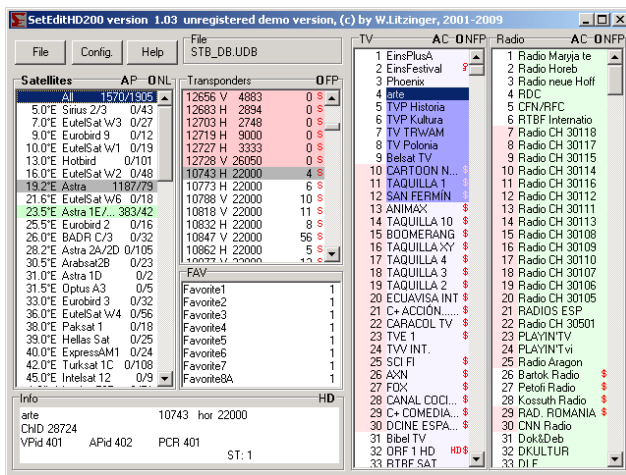 SetEditHD200 version 1.03 unregistered demo version, (c) by W.Litzinger, 2001-2009
File
Config.
Help
File
STB_DB.UDB
Satellites AP ONL
All 1570/1905
5.0°E Sirius 2/3 0/43
7.0°E EutelSat W3 0/27
9.0°E Eurobird 9 0/12
10.0°E EutelSat W1 0/19
13.0°E Hotbird 0/101
16.0°E EutelSat W2 0/48
19.2°E Astra 1187/79
21.6°E EutelSat W6 0/18
23.5°E Astra 1E/... 383/42
25.5°E Eurobird 2 0/16
26.0°E BADR C/3 0/32
28.2°E Astra 2A/2D 0/105
30.5°E Arabsat2B 0/23
31.0°E Astra 1D 0/2
31.5°E Optus A3 0/5
33.0°E Eurobird 3 0/32
36.0°E EutelSat W4 0/56
38.0°E Paksat 1 0/18
39.0°E Hellas Sat 0/25
40.0°E ExpressAM1 0/24
42.0°E Turksat 1C 0/108
45.0°E Intelsat 12 0/9
Transponders OFP
12656 V 4883 0 S
12683 H 2894 0 S
12703 H 2748 0 S
12719 H 9000 0 S
12727 H 3333 0 S
12728 V 26050 0 S
10743 H 22000 4 S
10773 H 22000 6 S
10788 V 22000 10 S
10818 V 22000 11 S
10832 H 22000 8 S
10847 V 22000 56 S
10862 H 22000 5 S
FAV
Favorite1 1
Favorite2 1
Favorite3 1
Favorite4 1
Favorite5 1
Favorite6 1
Favorite7 1
Favorite8A 1
Info HD
arte 10743 hor 22000
ChID 28724
VPid 401 APid 402 PCR 401
ST: 1
TV AC ONFP
1 EinsPlusA
2 EinsFestival
3 Phoenix
4 arte
5 TVP Historia
6 TVP Kultura
7 TV TRWAM
8 TV Polonia
9 Belsat TV
10 CARTOON N... $
11 TAQUILLA 1 $
12 SAN FERMÍN $
13 ANIMAX $
14 TAQUILLA 10 $
15 BOOMERANG $
16 TAQUILLA XY $
17 TAQUILLA 4 $
18 TAQUILLA 3 $
19 TAQUILLA 2 $
20 ECUAVISA INT $
21 C+ ACCIÓN..... $
22 CARACOL TV $
23 TVE 1 $
24 TVV INT.
25 SCI FI $
26 AXN $
27 FOX $
28 CANAL COCI... $
29 C+ COMEDIA... $
30 DCINE ESPA... $
31 Bibel TV
32 ORF 1 HD HD$
33 RTBF SAT
Radio AC ONFP
1 Radio Maryja te
2 Radio Horeb
3 Radio neue Hoff
4 RDC
5 CFN/RFC
6 RTBF Internatio
7 Radio CH 30118
8 Radio CH 30117
9 Radio CH 30115
10 Radio CH 30114
11 Radio CH 30112
12 Radio CH 30113
13 Radio CH 30111
14 Radio CH 30113
15 Radio CH 30108
16 Radio CH 30109
17 Radio CH 30110
18 Radio CH 30107
19 Radio CH 30106
20 Radio CH 30105
21 RADIOS ESP
22 Radio CH 30501
23 PLAYIN'TV
24 PLAYIN'Tvi
25 Radio Aragon
26 Bartok Radio $
27 Petofi Radio $
28 Kossuth Radio $
29 RAD. ROMANIA $
30 CNN Radio
31 Dok&Deb
32 DKULTUR
33 DLF